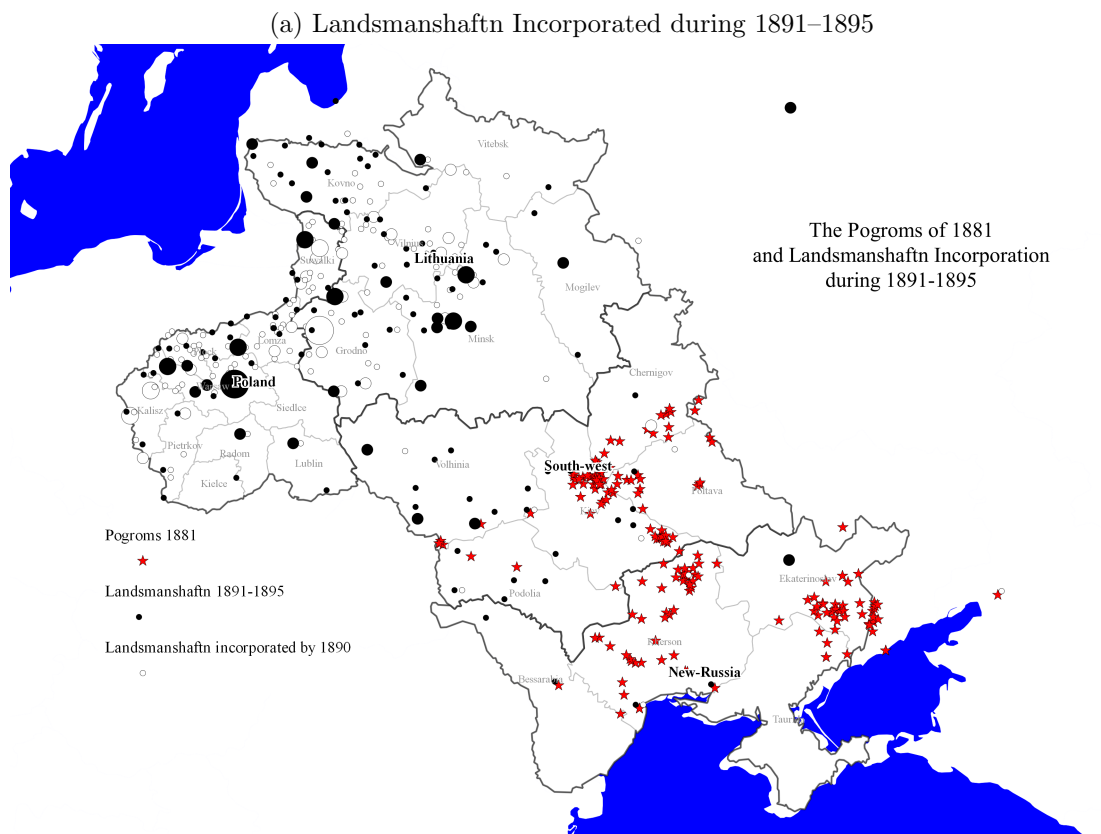 (a) Landsmanshaftn Incorporated during 1891–1895
Vitebsk
Kovno
The Pogroms of 1881
and Landsmanshaftn Incorporation
during 1891-1895
Vilnius
Lithuania
Suwalki
Mogilev
Minsk
Lomza
Grodno
Chernigov
Poland
Kalisz
Siedlce
Pietrkov
Radom
Lublin
Volhinia
South-west
Kielce
Poltava
Pogroms 1881
Ekaterinoslav
Landsmanshaftn 1891-1895
Podolia
Landsmanshaftn incorporated by 1890
Kherson
New-Russia
Bessarabia